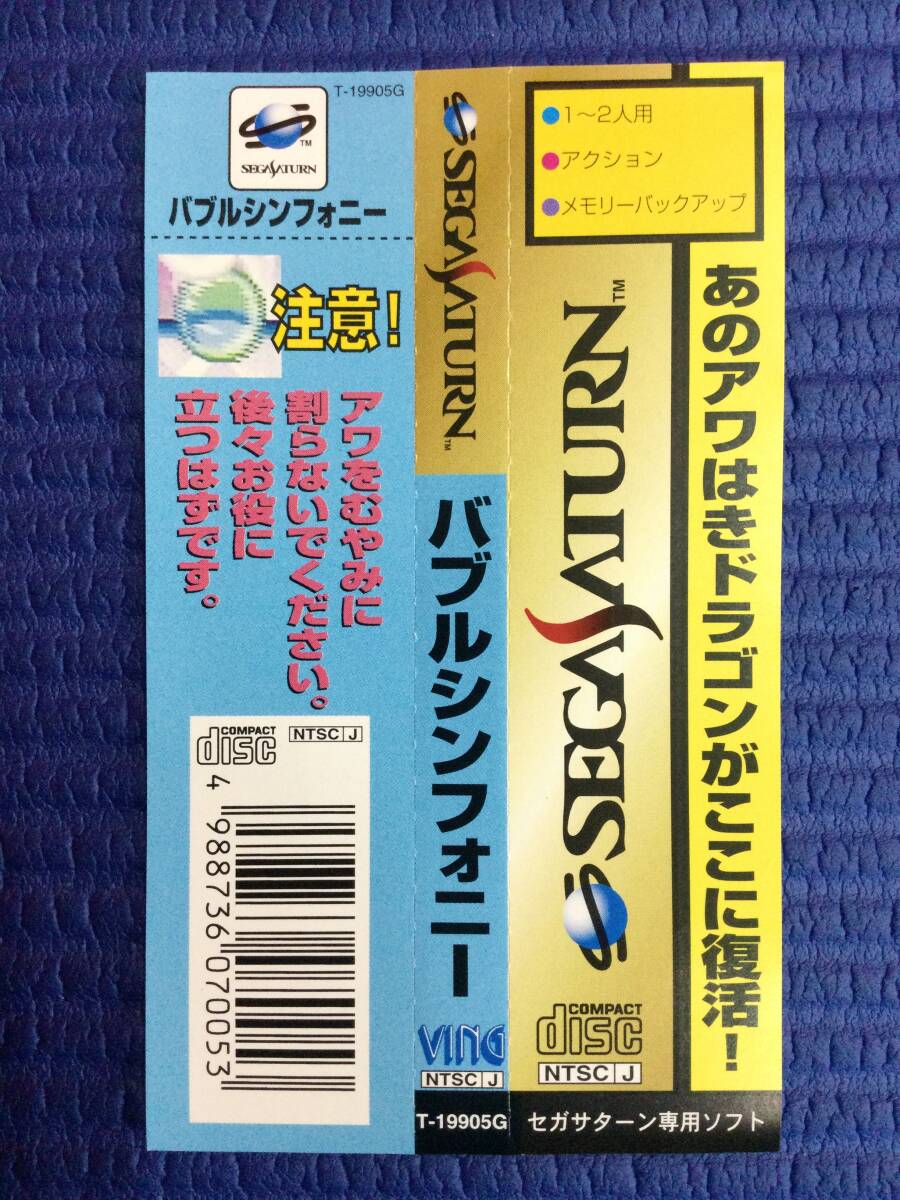 T-19905G
SEGA SATURN
TM
バブルシンフォニー
注意!
アワをむやみに
割らないでください。
後々お役に
立つはずです。
COMPACT
disc
NTSC J
4 988736 070053
SEGA SATURN
TM
バブルシンフォニー
VING
NTSC J
T-19905G
●1〜2人用
●アクション
●メモリーバックアップ
SEGA SATURN
TM
COMPACT
disc
NTSC J
あのアワはきドラゴンがここに復活!
セガサターン専用ソフト